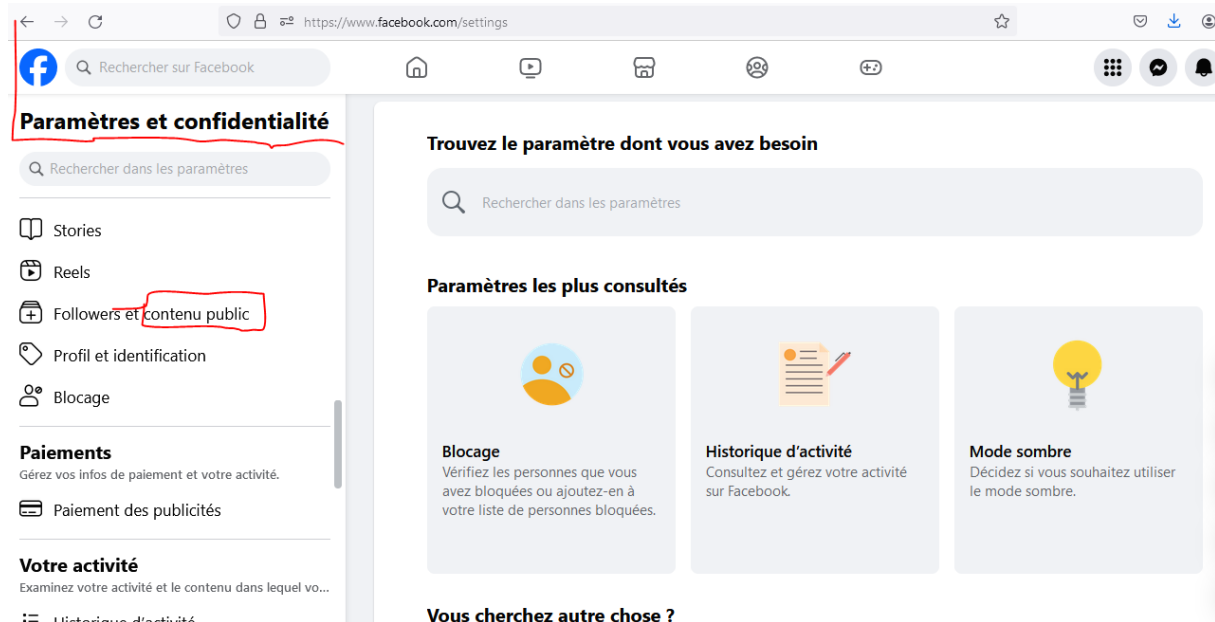 https://www.facebook.com/settings
Rechercher sur Facebook
Paramètres et confidentialité
Rechercher dans les paramètres
Stories
Reels
Followers et contenu public
Profil et identification
Blocage
Paiements
Gérez vos infos de paiement et votre activité.
Paiement des publicités
Votre activité
Examinez votre activité et le contenu dans lequel vo...
Historique d'activité
Trouvez le paramètre dont vous avez besoin
Rechercher dans les paramètres
Paramètres les plus consultés
Blocage
Vérifiez les personnes que vous
avez bloquées ou ajoutez-en à
votre liste de personnes bloquées.
Historique d’activité
Consultez et gérez votre activité
sur Facebook.
Mode sombre
Décidez si vous souhaitez utiliser
le mode sombre.
Vous cherchez autre chose ?